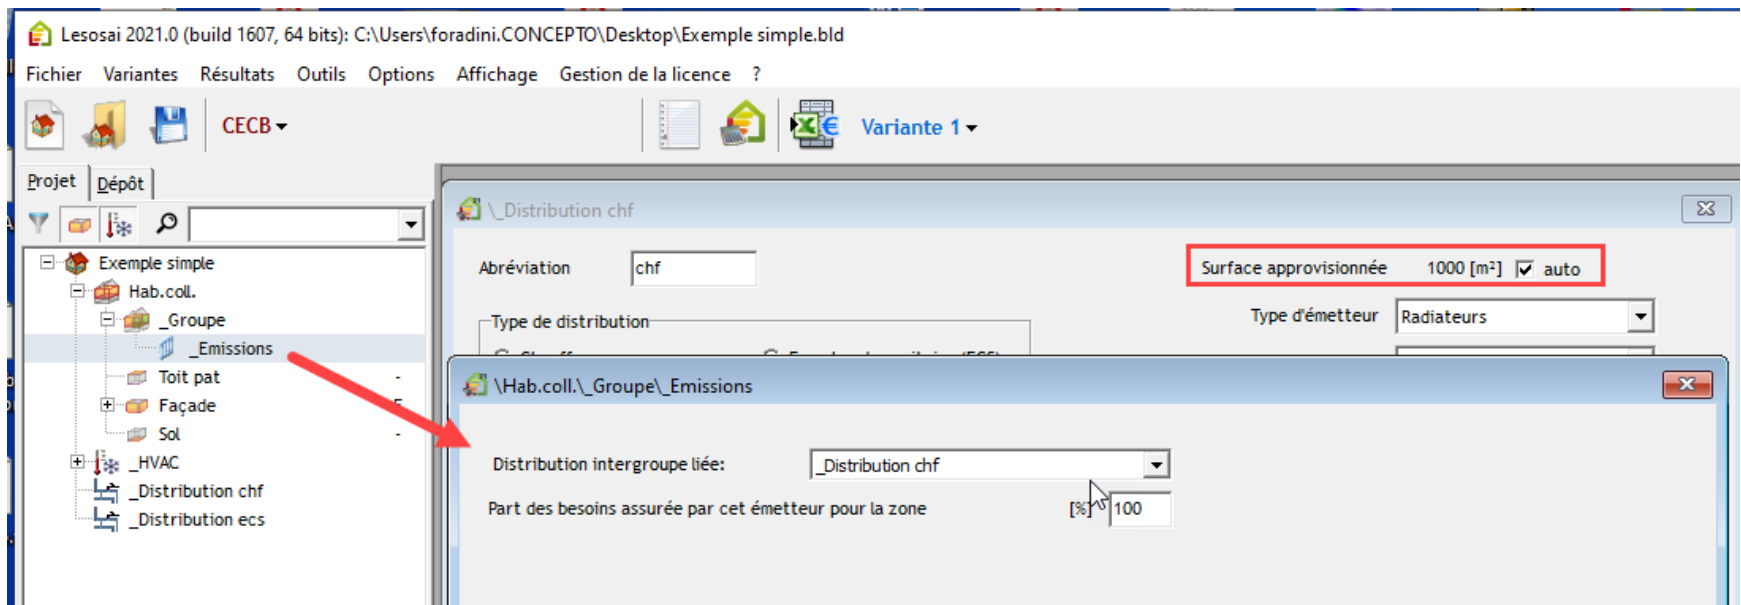 Lesosai 2021.0 (build 1607, 64 bits): C:\Users\foradini.CONCEPTO\Desktop\Exemple simple.bld
Fichier Variantes Résultats Outils Options Affichage Gestion de la licence ?
CECB Variante 1
Projet Dépôt
\_Distribution chf
Exemple simple
Abréviation chf Surface approvisionnée 1000 [m²] auto
Hab.coll.
_Groupe
Type de distribution Type d'émetteur Radiateurs
_Emissions
Toit pat -
\Hab.coll.\_Groupe\_Emissions
Façade
Sol -
_HVAC
Distribution intergroupe liée: _Distribution chf
_Distribution chf
Part des besoins assurée par cet émetteur pour la zone [%] 100
_Distribution ecs